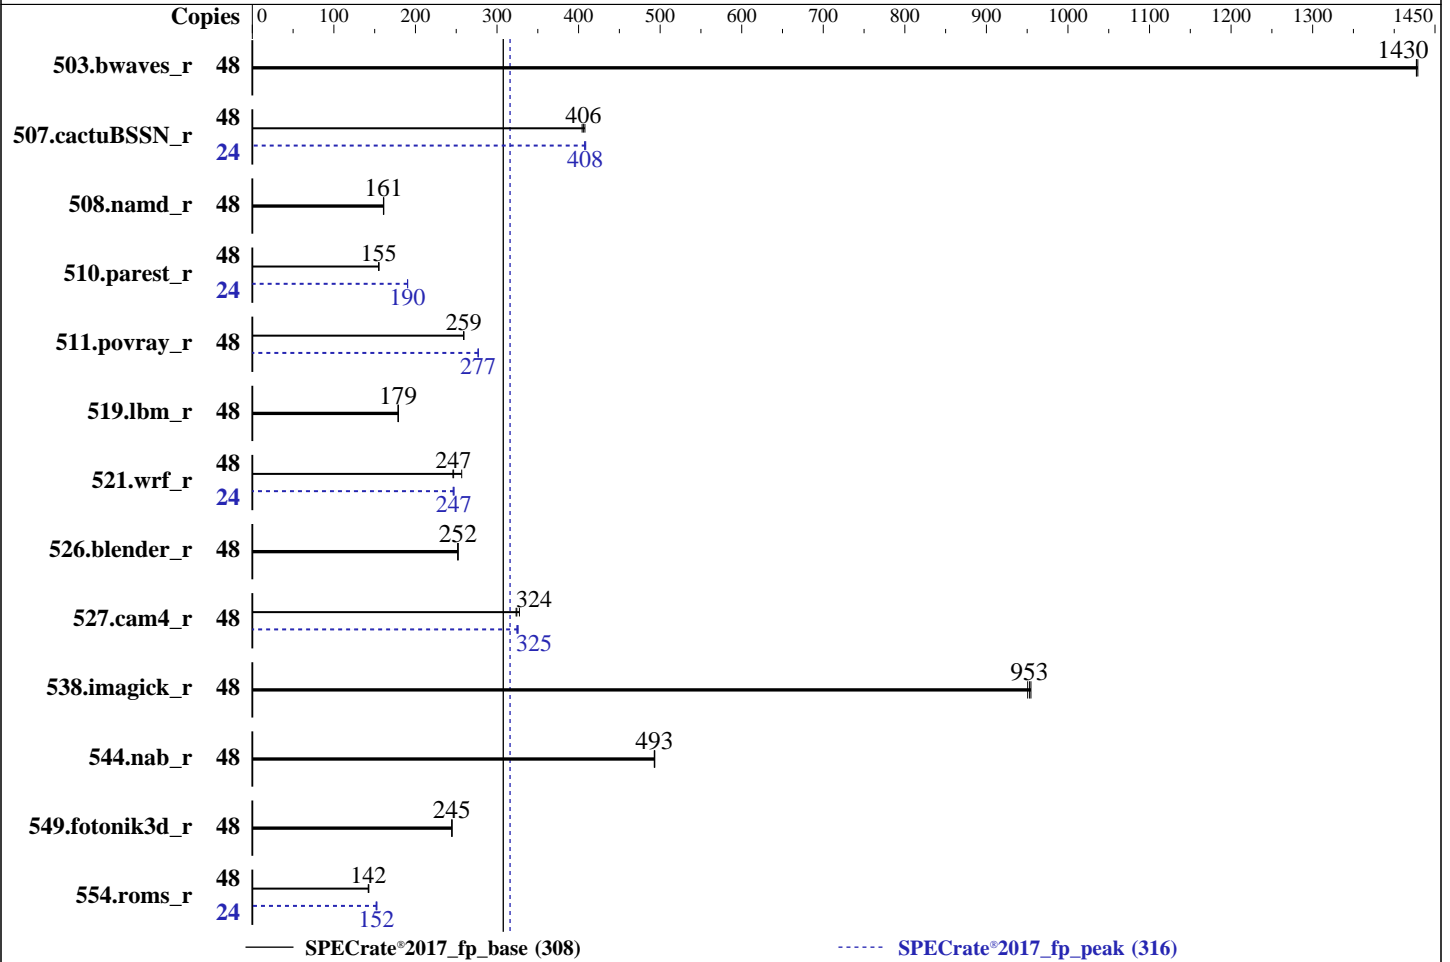 Copies 0 100 200 300 400 500 600 700 800 900 1000 1100 1200 1300 1450
503.bwaves_r 48 1430
507.cactuBSSN_r 48 406
24 408
508.namd_r 48 161
510.parest_r 48 155
24 190
511.povray_r 48 259
277
519.lbm_r 48 179
521.wrf_r 48 247
24 247
526.blender_r 48 252
527.cam4_r 48 324
325
538.imagick_r 48 953
544.nab_r 48 493
549.fotonik3d_r 48 245
554.roms_r 48 142
24 152
SPECrate®2017_fp_base (308) SPECrate®2017_fp_peak (316)